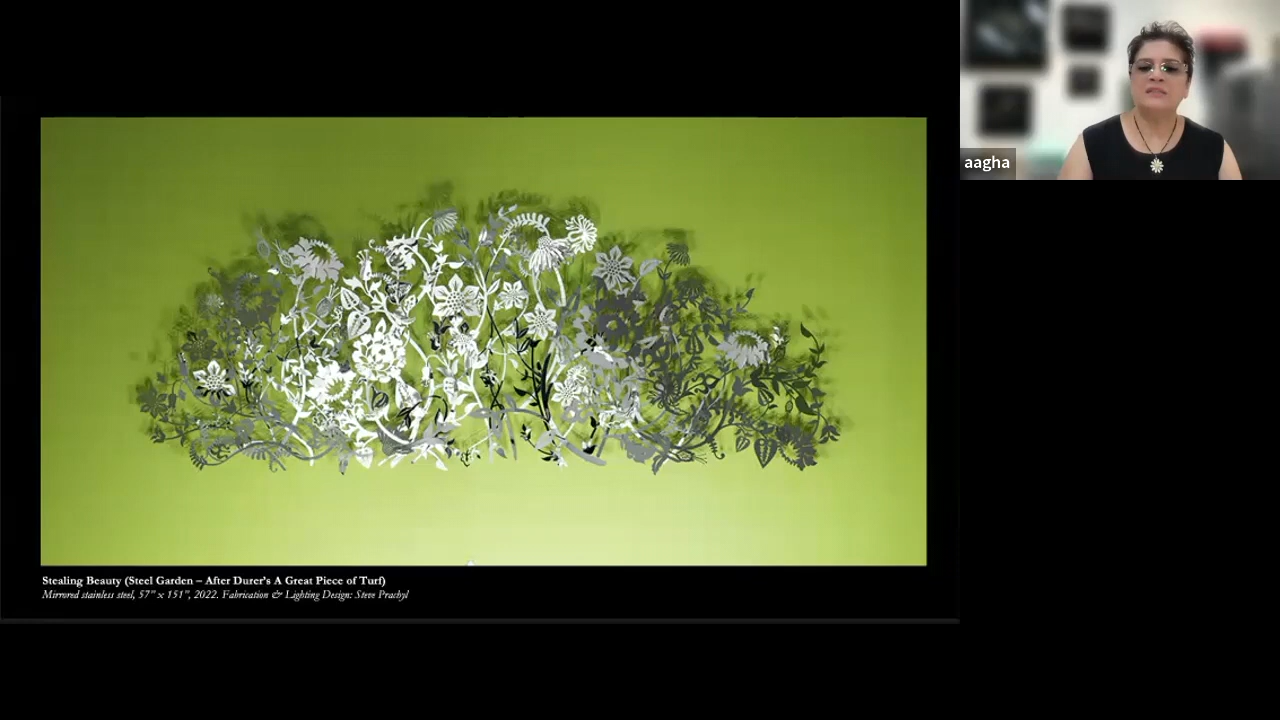 aagha
Stealing Beauty (Steel Garden – After Durer's A Great Piece of Turf)
Mirrored stainless steel, 57" x 151", 2022. Fabrication & Lighting Design: Steve Prachyl